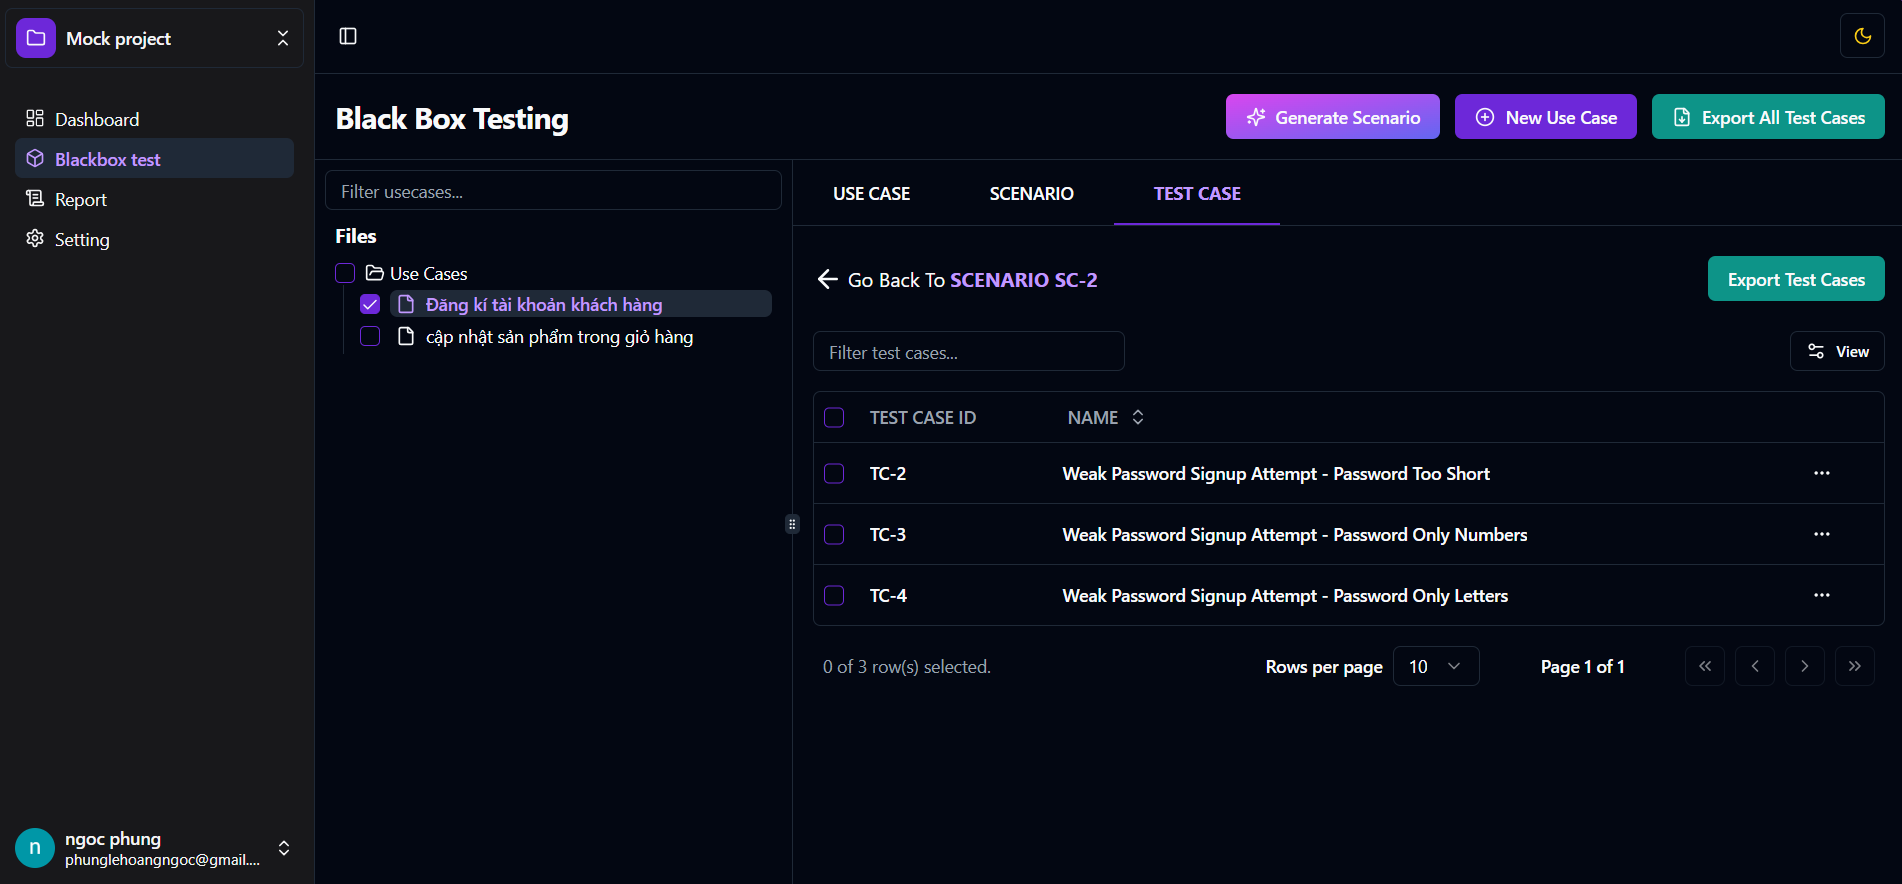 Mock project
Dashboard
Blackbox test
Report
Setting
ngoc phung
n
phunglehoangngoc@gmail....
Black Box Testing
Generate Scenario
New Use Case
Export All Test Cases
Filter usecases...
Files
Use Cases
Đăng kí tài khoản khách hàng
cập nhật sản phẩm trong giỏ hàng
USE CASE
SCENARIO
TEST CASE
Go Back To SCENARIO SC-2
Export Test Cases
Filter test cases...
View
TEST CASE ID
NAME
TC-2
Weak Password Signup Attempt - Password Too Short
TC-3
Weak Password Signup Attempt - Password Only Numbers
TC-4
Weak Password Signup Attempt - Password Only Letters
0 of 3 row(s) selected.
Rows per page
10
Page 1 of 1